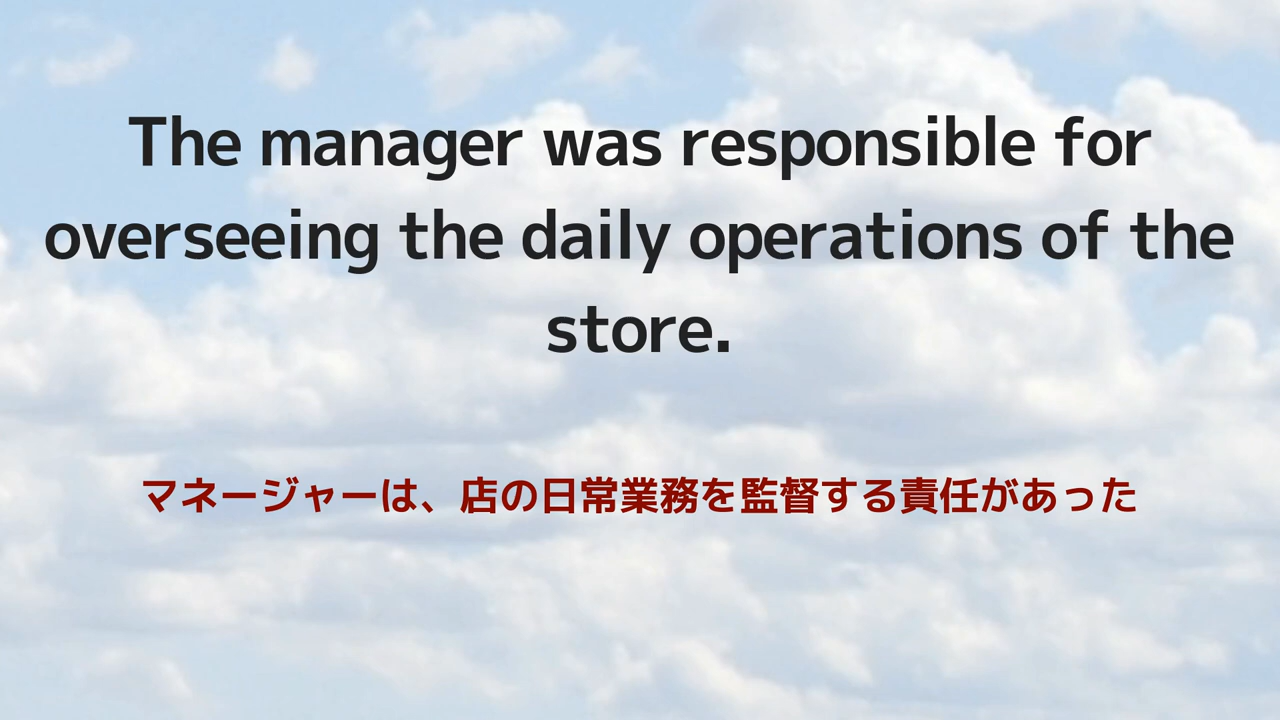 The manager was responsible for
overseeing the daily operations of the
store.
マネージャーは、店の日常業務を監督する責任があった